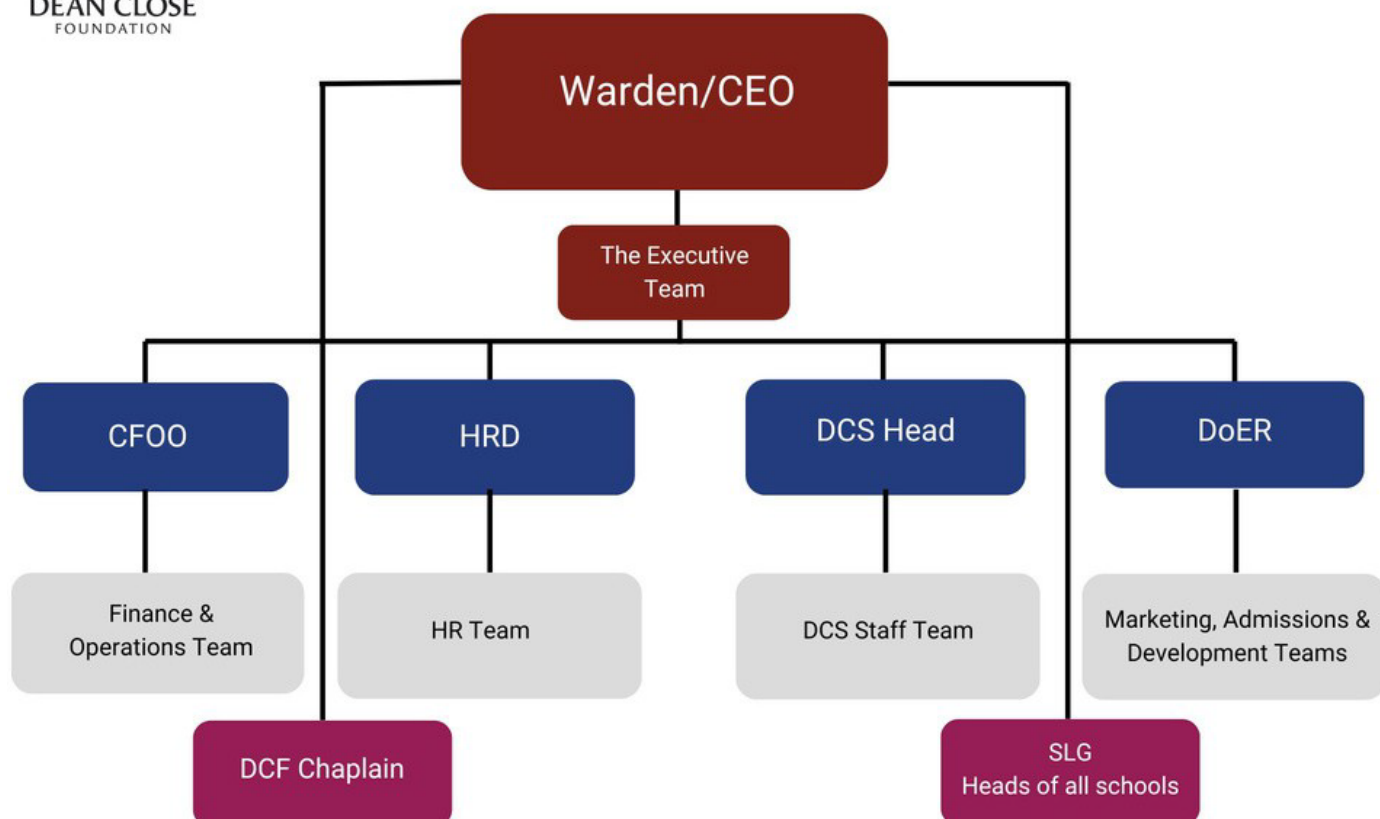 DEAN CLOSE
FOUNDATION
Warden/CEO
The Executive
Team
CFOO
HRD
DCS Head
DoER
Finance &
Operations Team
HR Team
DCS Staff Team
Marketing, Admissions &
Development Teams
DCF Chaplain
SLG
Heads of all schools